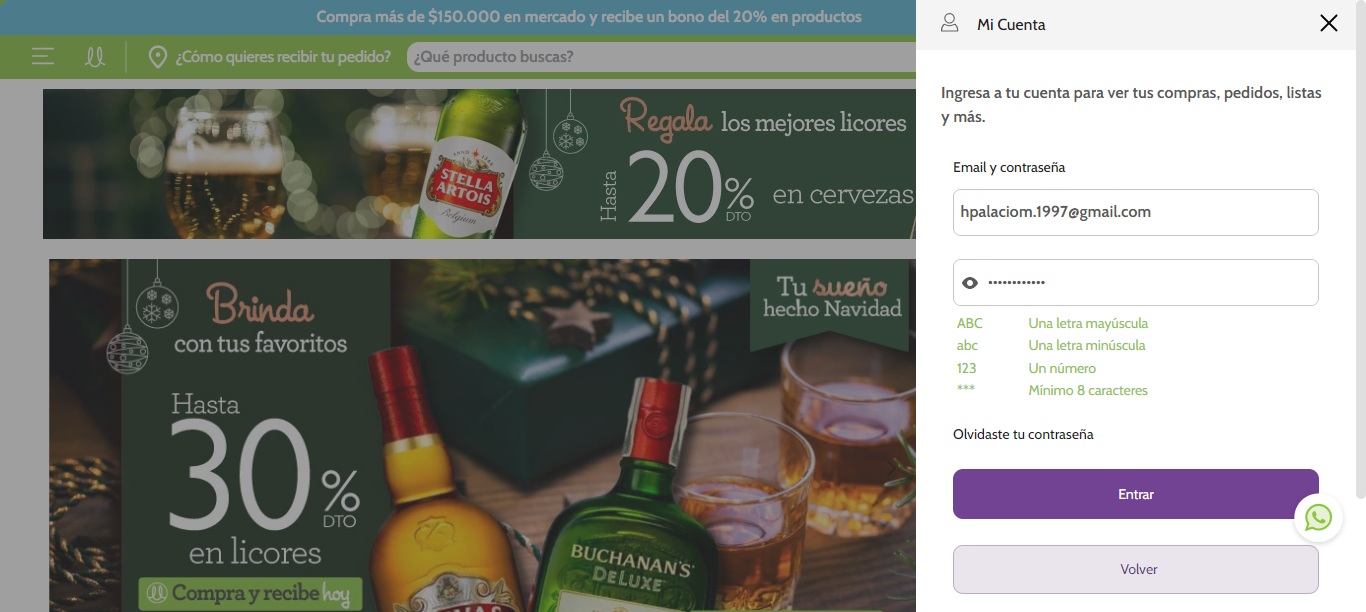 Compra más de $150.000 en mercado y recibe un bono del 20% en productos
¿Cómo quieres recibir tu pedido?
¿Qué producto buscas?
Regala los mejores licores
Hasta 20% DTO en cervezas
STELLA
ARTOIS
Belgium
Brinda
con tus favoritos
Hasta
30%
DTO
en licores
Compra y recibe hoy
Tu sueño
hecho Navidad
BUCHANAN'S
DELUXE
Mi Cuenta
Ingresa a tu cuenta para ver tus compras, pedidos, listas
y más.
Email y contraseña
hpalaciom.1997@gmail.com
••••••••••••
ABC Una letra mayúscula
abc Una letra minúscula
123 Un número
*** Mínimo 8 caracteres
Olvidaste tu contraseña
Entrar
Volver